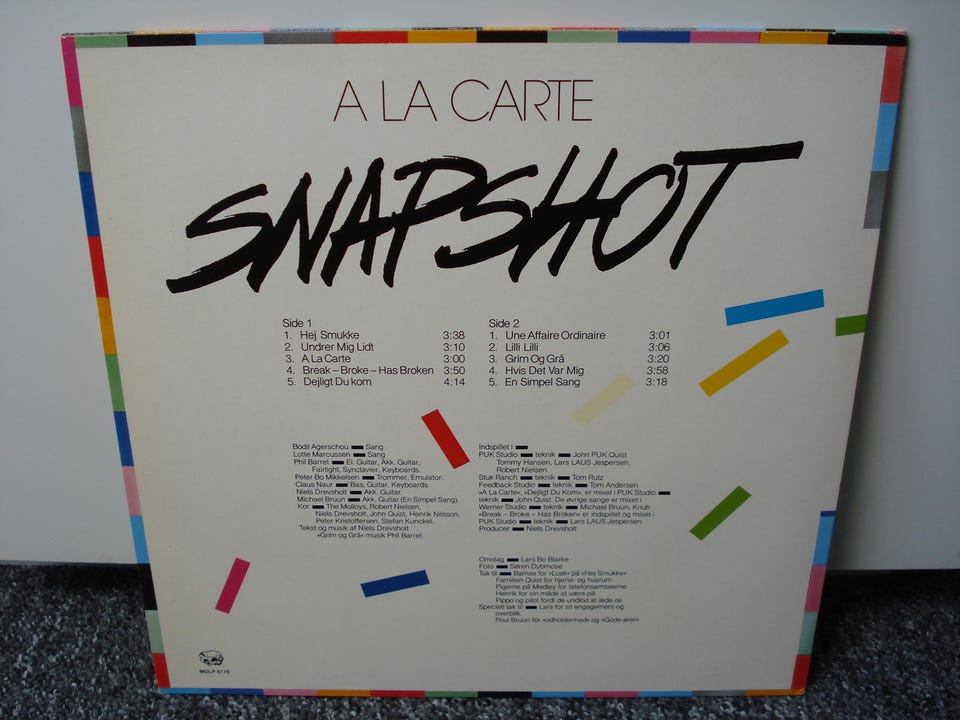 A LA CARTE
SNAPSHOT
Side 1
1. Hej Smukke 3:38
2. Undrer Mig Lidt 3:10
3. A La Carte 3:00
4. Break – Broke – Has Broken 3:50
5. Dejligt Du kom 4:14
Side 2
1. Une Affaire Ordinaire 3:01
2. Lilli Lilli 3:06
3. Grim Og Grå 3:20
4. Hvis Det Var Mig 3:58
5. En Simpel Sang 3:18
Bodil Agerschou Sang
Lotte Marcussen Sang
Phil Barret El. Guitar, Akk. Guitar,
Fairlight, Synclavier, Keyboards.
Peter Bo Mikkelsen Trommer, Emulator.
Claus Naur Bas, Guitar, Keyboards.
Niels Drevsholt Akk. Guitar.
Michael Bruun Akk. Guitar (En Simpel Sang).
Kor The Molloys, Robert Nielsen,
Niels Drevsholt, John Quist, Henrik Nilsson,
Peter Kristoffersen, Stefan Kunckel.
Tekst og musik af Niels Drevsholt
»Grim og Grå« musik Phil Barret.
Indspillet i
PUK Studio teknik John PUK Quist
Tommy Hansen, Lars LAUS Jespersen,
Robert Nielsen
Stuk Ranch teknik Tom Rutz
Feedback Studio teknik Tom Andersen
»A La Carte«, »Dejligt Du Kom«, er mixet i PUK Studio
teknik John Quist. De øvrige sange er mixet i
Werner Studio teknik Michael Bruun, Knub
»Break – Broke – Has Broken« er indspillet og mixet i
PUK Studio teknik Lars LAUS Jespersen.
Producer Niels Drevsholt
Omslag Lars Bo Blarke
Foto Søren Dybmose
Tak til Bamse for »Lusk« på »Hej Smukke«
Familien Quist for hjerte- og husrum
Pigerne på Medley for telefonsamtalerne
Henrik for sin måde at være på
Pippo og pilot fordi de undlod at æde os
Specielt tak til Lars for sit engagement og
overblik.
Poul Bruun for »udholdenhed« og »Gode ører«
MDLP 6176